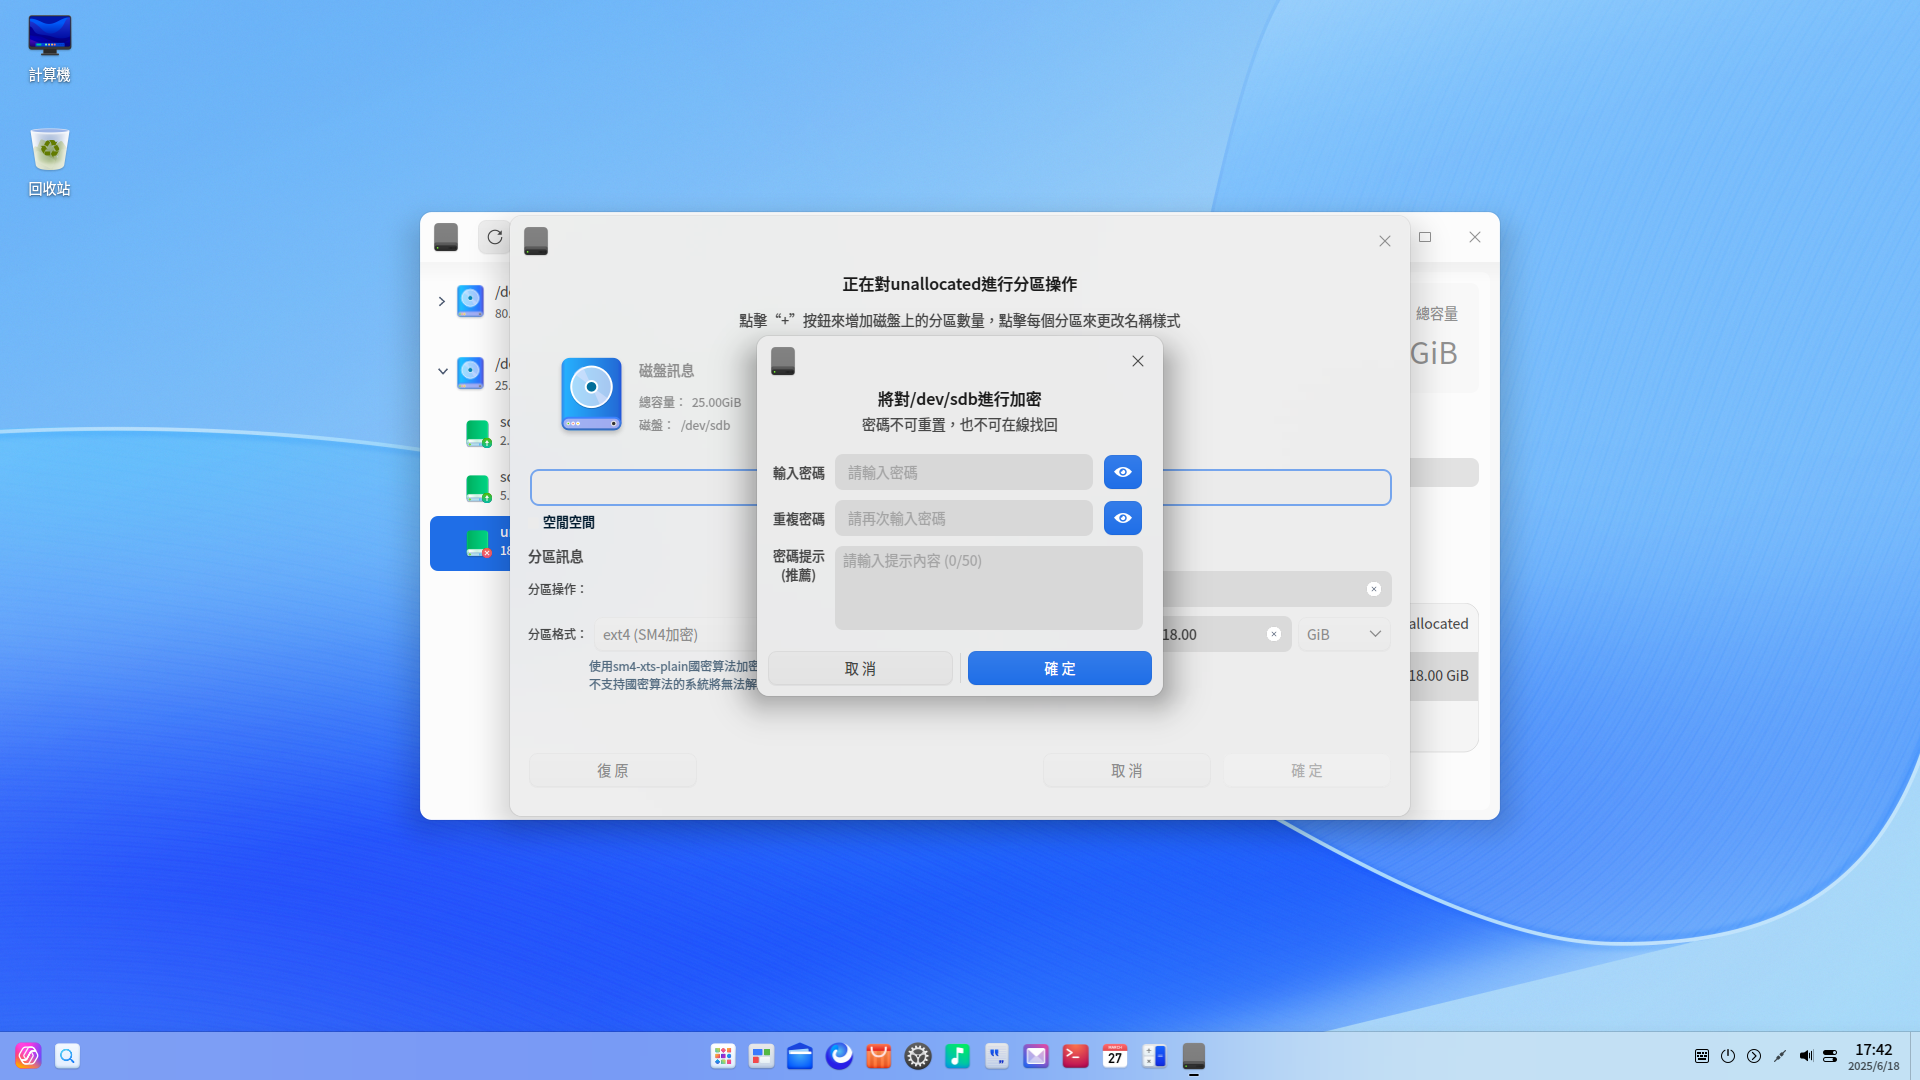 計算機
回收站
正在對unallocated進行分區操作
點擊“+”按鈕來增加磁盤上的分區數量，點擊每個分區來更改名稱樣式
磁盤訊息
總容量： 25.00GiB
磁盤： /dev/sdb
總容量
GiB
將對/dev/sdb進行加密
密碼不可重置，也不可在線找回
輸入密碼
請輸入密碼
重複密碼
請再次輸入密碼
密碼提示
(推薦)
請輸入提示內容 (0/50)
取消
確定
空閒空間
分區訊息
分區操作：
分區格式：
ext4 (SM4加密)
18.00
GiB
使用sm4-xts-plain國密算法加密
不支持國密算法的系統將無法解
allocated
18.00 GiB
復原
取消
確定
17:42
2025/6/18
27